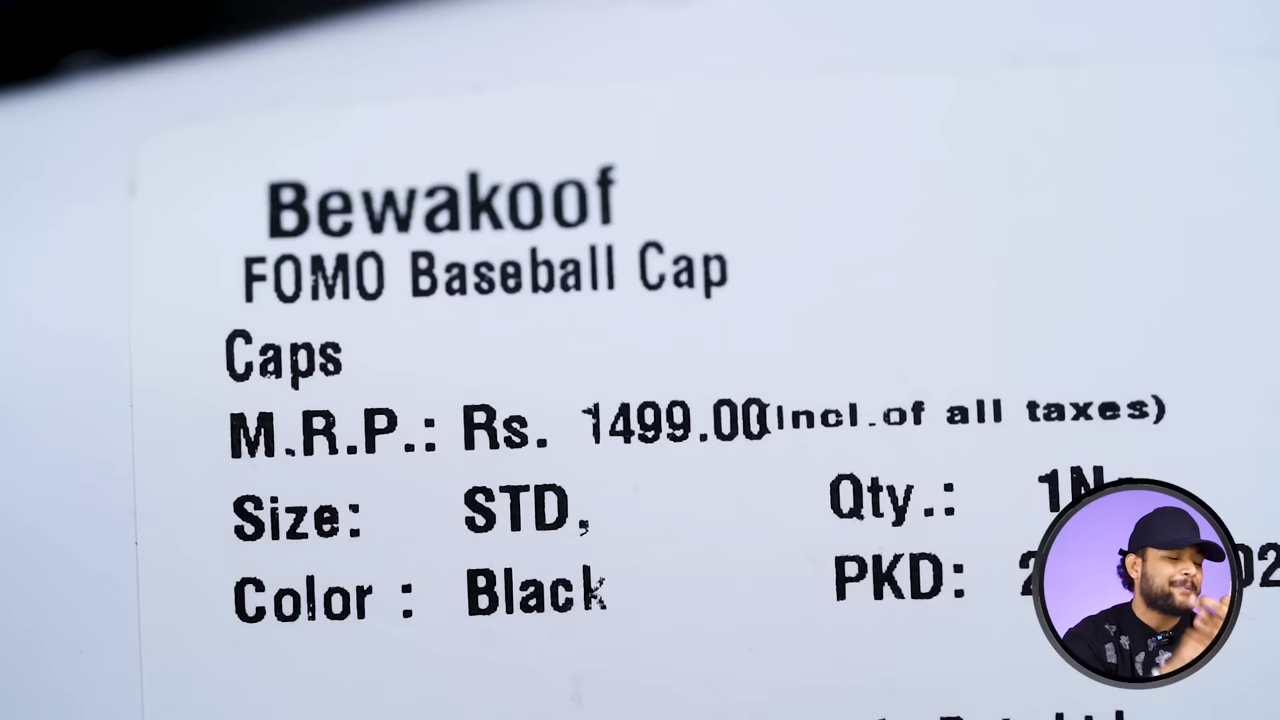 Bewakoof
FOMO Baseball Cap
Caps
M.R.P.: Rs. 1499.00(Incl.of all taxes)
Size: STD, Qty.:
Color : Black PKD: